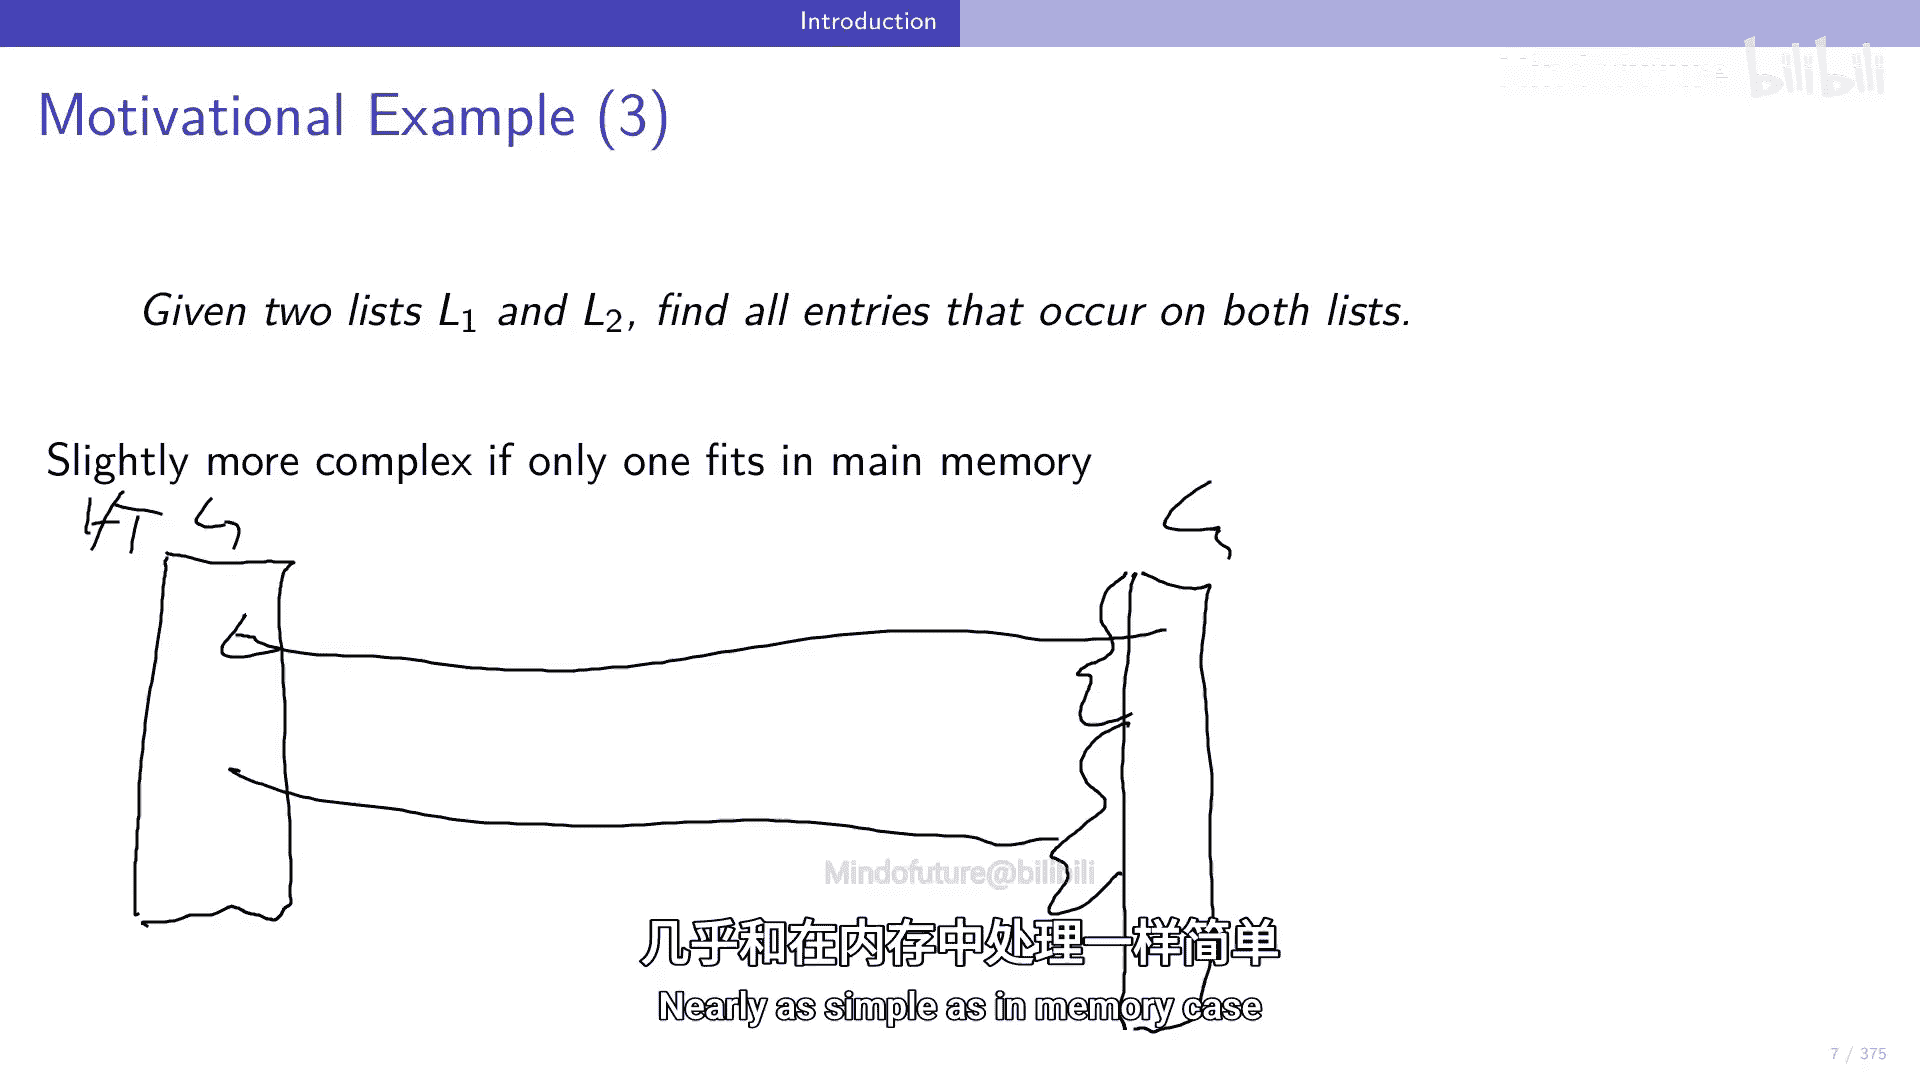 Introduction
bilibili
Motivational Example (3)
Given two lists L₁ and L₂, find all entries that occur on both lists.
Slightly more complex if only one fits in main memory
HT
Mindofuture@bilibili
几乎和在内存中处理一样简单
Nearly as simple as in memory case
7 / 375